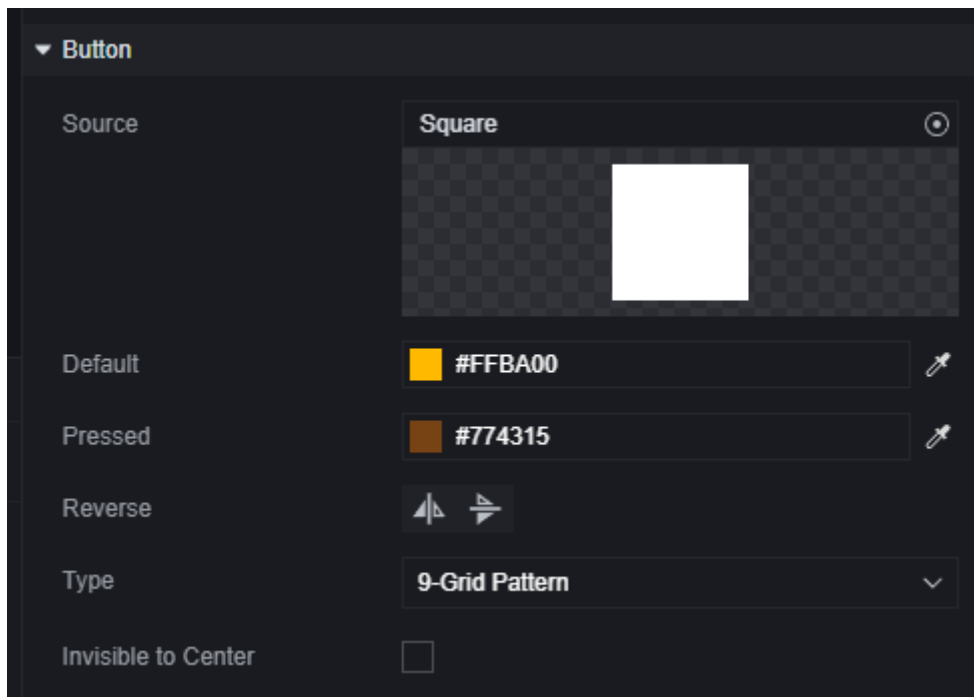 Button
Source
Square
Default
#FFBA00
Pressed
#774315
Reverse
Type
9-Grid Pattern
Invisible to Center